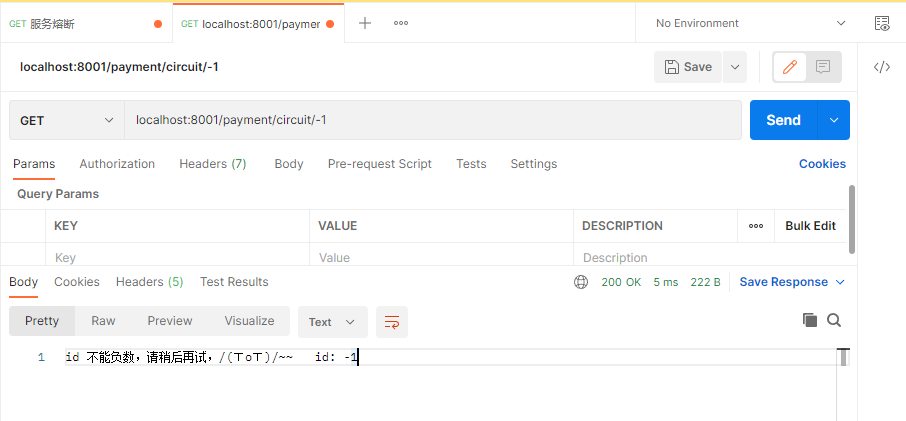 GET 服务熔断
GET localhost:8001/paymer
No Environment
localhost:8001/payment/circuit/-1
Save
GET
localhost:8001/payment/circuit/-1
Send
Params Authorization Headers (7) Body Pre-request Script Tests Settings Cookies
Query Params
KEY VALUE DESCRIPTION Bulk Edit
Key Value Description
Body Cookies Headers (5) Test Results 200 OK 5 ms 222 B Save Response
Pretty Raw Preview Visualize Text
1 id 不能负数，请稍后再试，/(ㄒoㄒ)/~~ id: -1